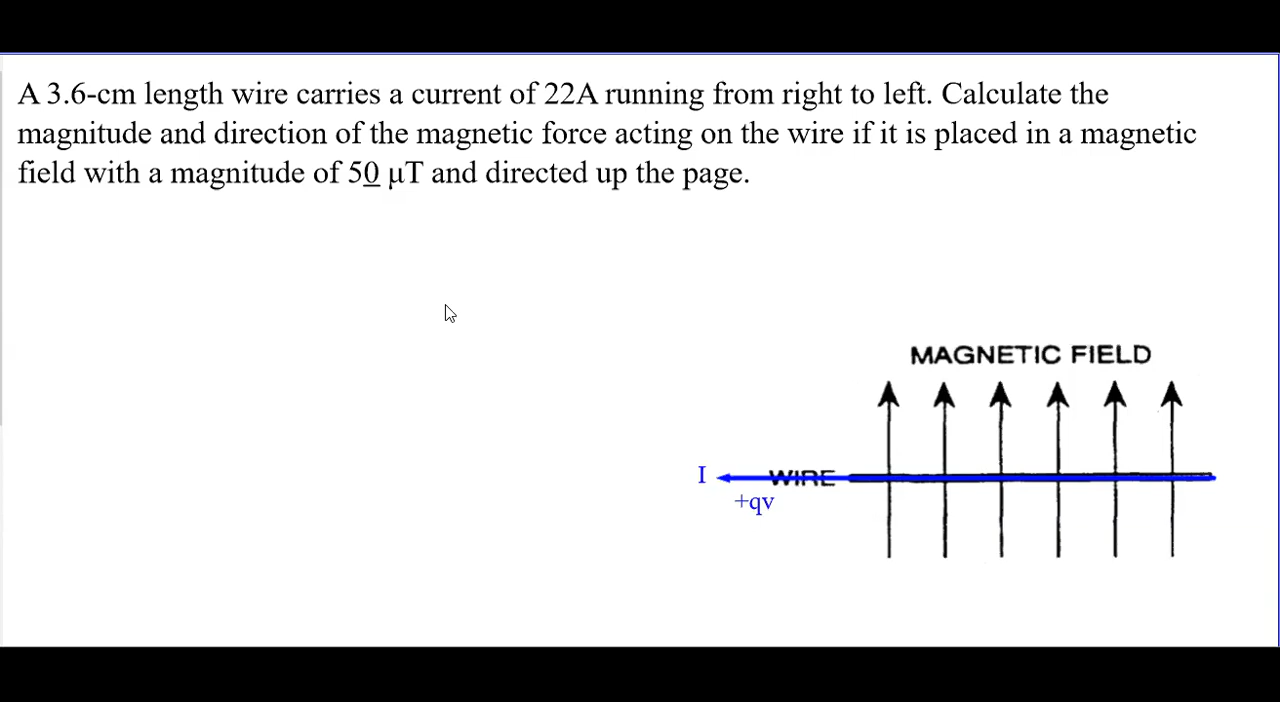 A 3.6-cm length wire carries a current of 22A running from right to left. Calculate the
magnitude and direction of the magnetic force acting on the wire if it is placed in a magnetic
field with a magnitude of 50 μT and directed up the page.
MAGNETIC FIELD
I WIRE
+qv